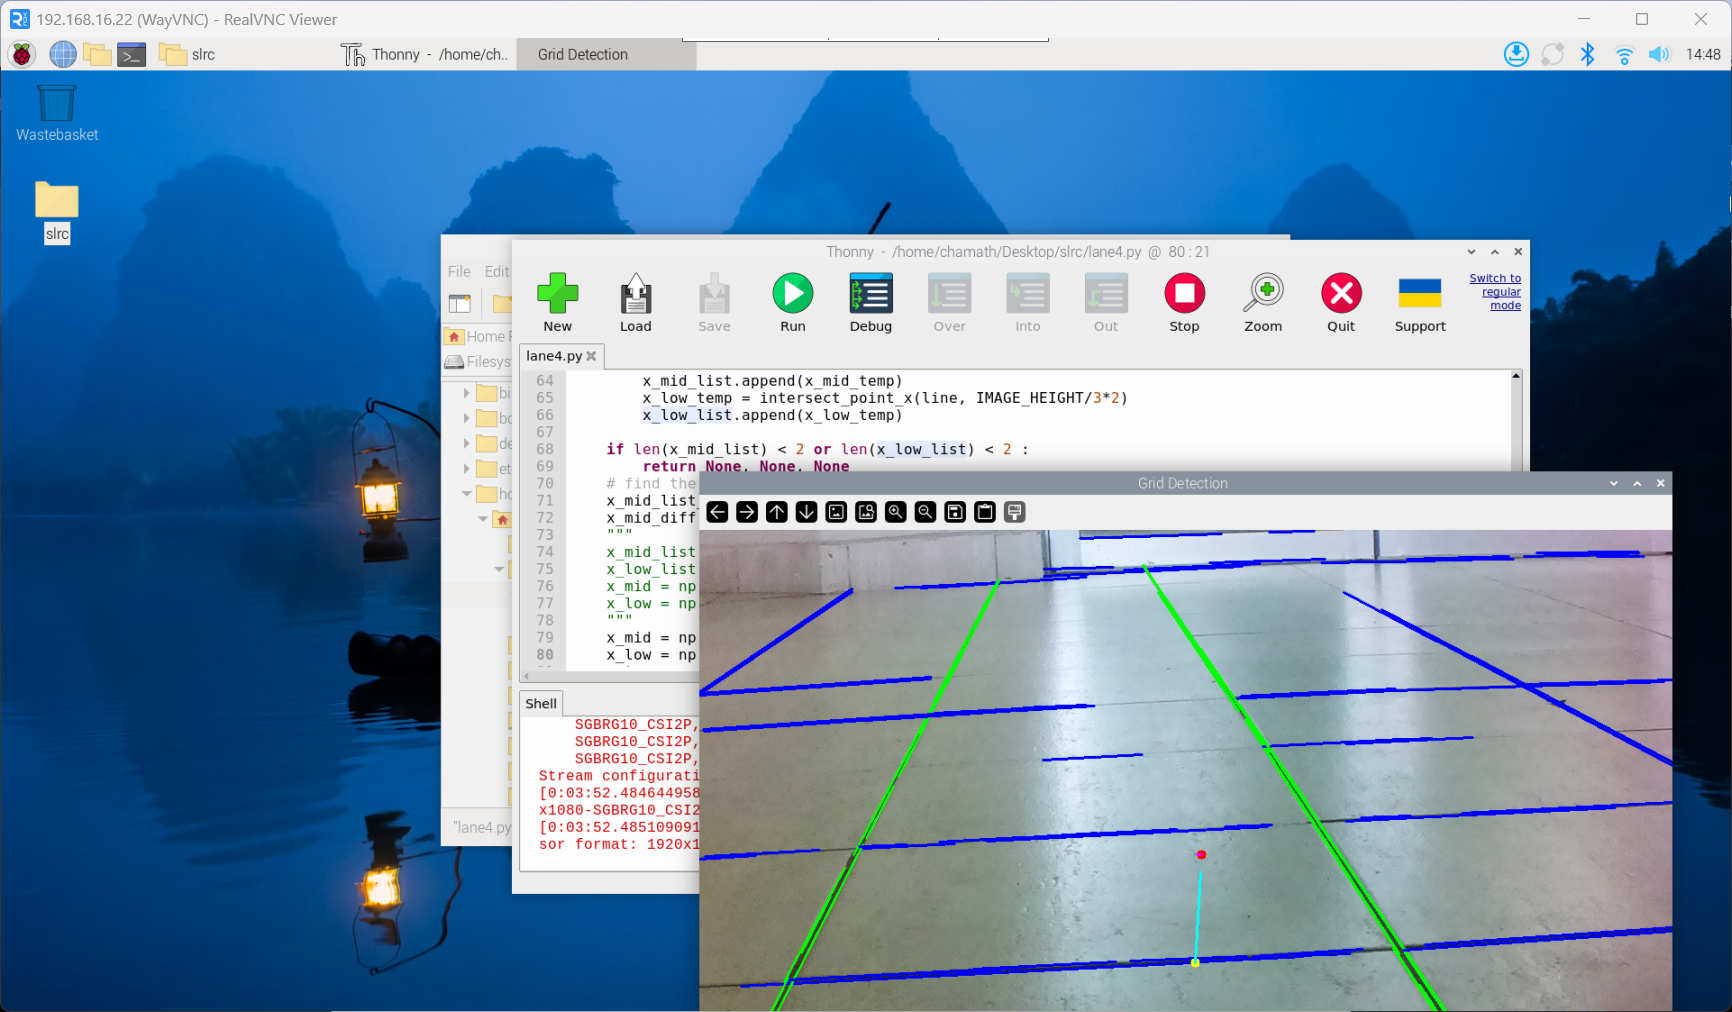 192.168.16.22 (WayVNC) - RealVNC Viewer
slrc
Thonny - /home/ch..
Grid Detection
14:48
Wastebasket
slrc
File Edit
Home
Filesys
"lane4.py
Thonny - /home/chamath/Desktop/slrc/lane4.py @ 80 : 21
New Load Save Run Debug Over Into Out Stop Zoom Quit Support
Switch to
regular
mode
lane4.py
64 x_mid_list.append(x_mid_temp)
65 x_low_temp = intersect_point_x(line, IMAGE_HEIGHT/3*2)
66 x_low_list.append(x_low_temp)
67
68 if len(x_mid_list) < 2 or len(x_low_list) < 2 :
69 return None, None, None
70 # find the
71 x_mid_list
72 x_mid_diff
73 """
74 x_mid_list
75 x_low_list
76 x_mid = np
77 x_low = np
78 """
79 x_mid = np
80 x_low = np
Shell
SGBRG10_CSI2P,
SGBRG10_CSI2P,
SGBRG10_CSI2P,
Stream configurati
[0:03:52.484644958
x1080-SGBRG10_CSI2
[0:03:52.485109091
sor format: 1920x1
Grid Detection